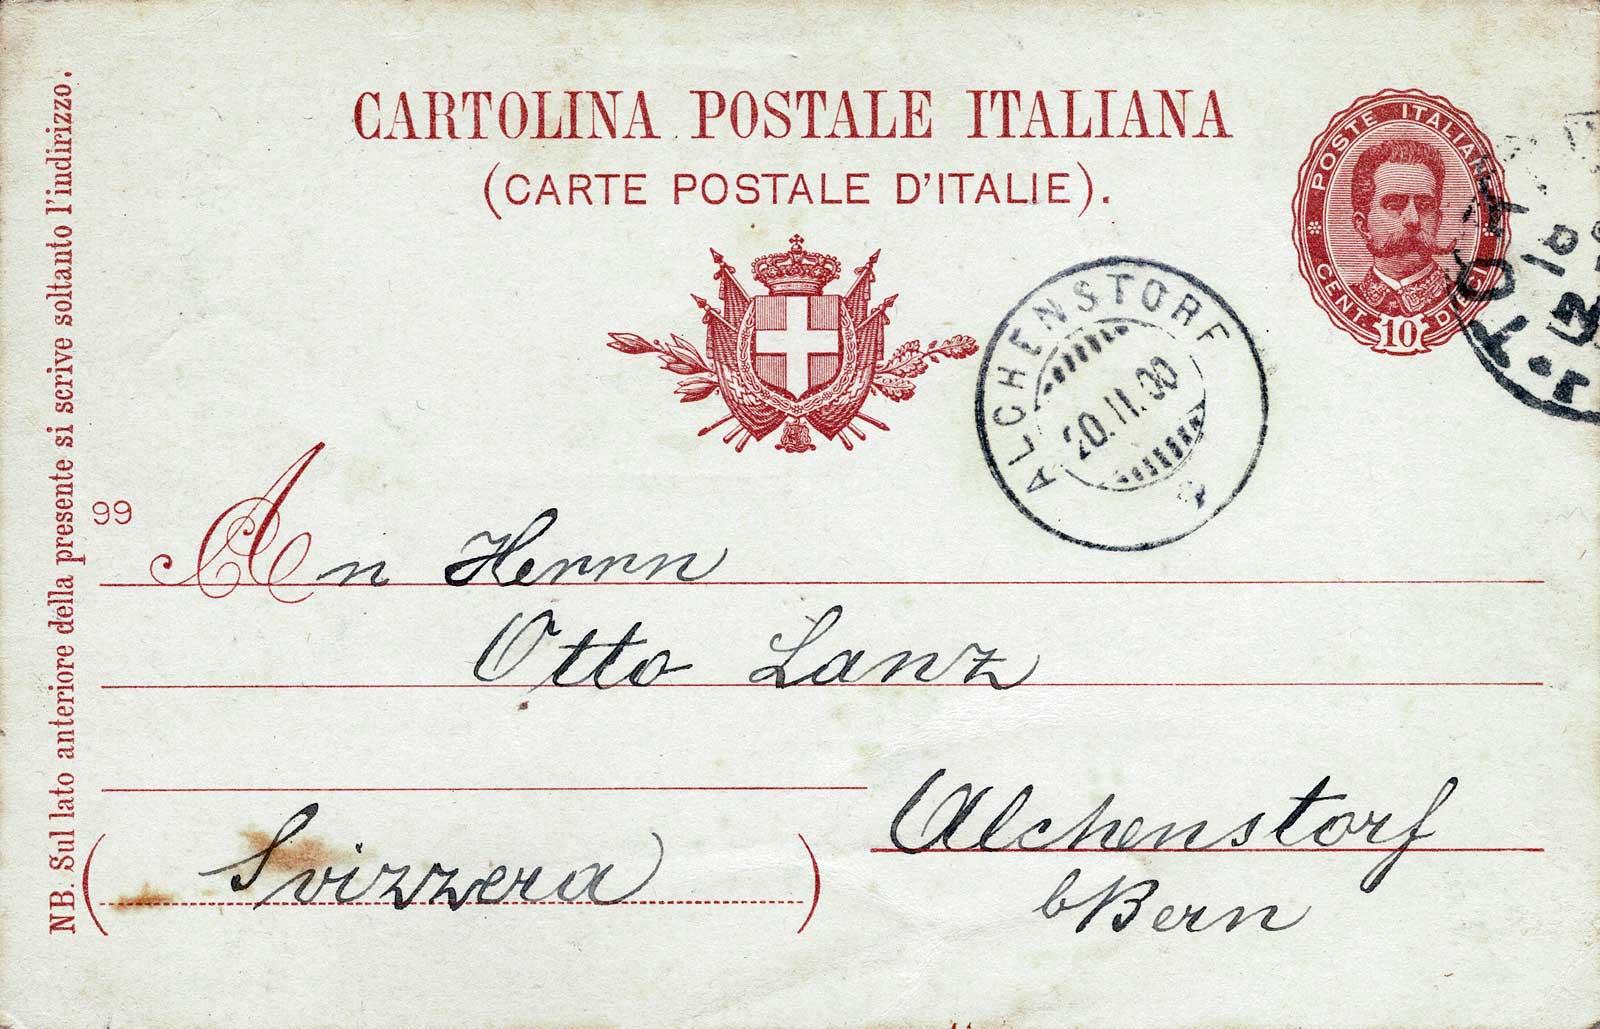 CARTOLINA POSTALE ITALIANA
(CARTE POSTALE D'ITALIE).
POSTE ITALIANE
CENT. 10 DIECI
ALCHENSTORF
20.II.00
NB. Sul lato anteriore della presente si scrive soltanto l'indirizzo.
99
An Herrn
Otto Lanz
Alchenstorf
b/Bern
(Svizzera)